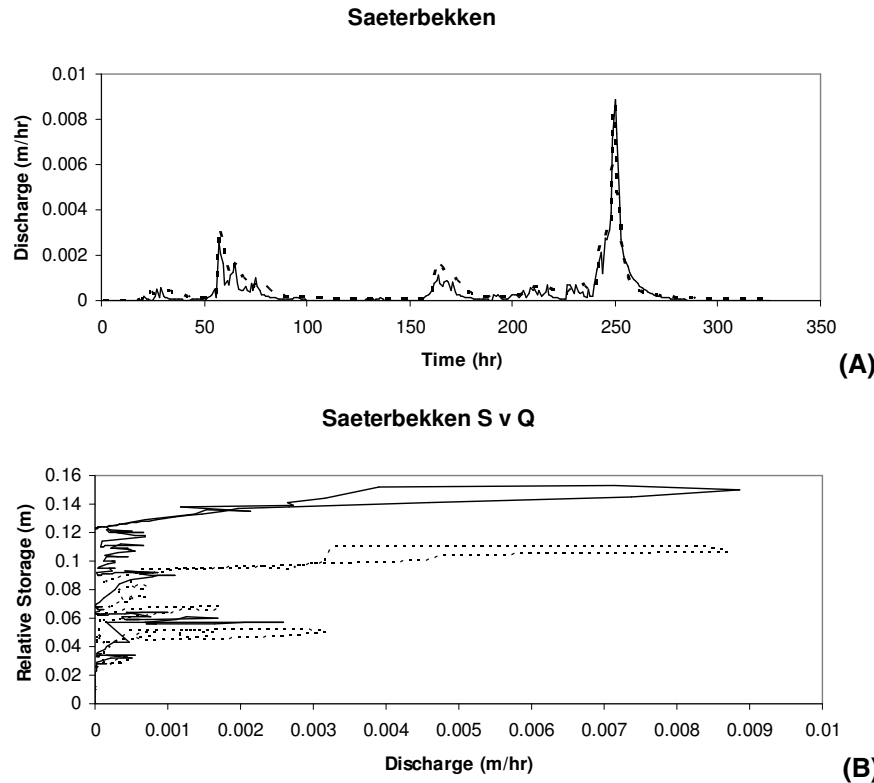 Saeterbekken
Discharge (m/hr)
0.01
0.008
0.006
0.004
0.002
0
0 50 100 150 200 250 300 350
Time (hr)
(A)
Saeterbekken S v Q
Relative Storage (m)
0.16
0.14
0.12
0.1
0.08
0.06
0.04
0.02
0
0 0.001 0.002 0.003 0.004 0.005 0.006 0.007 0.008 0.009 0.01
Discharge (m/hr)
(B)